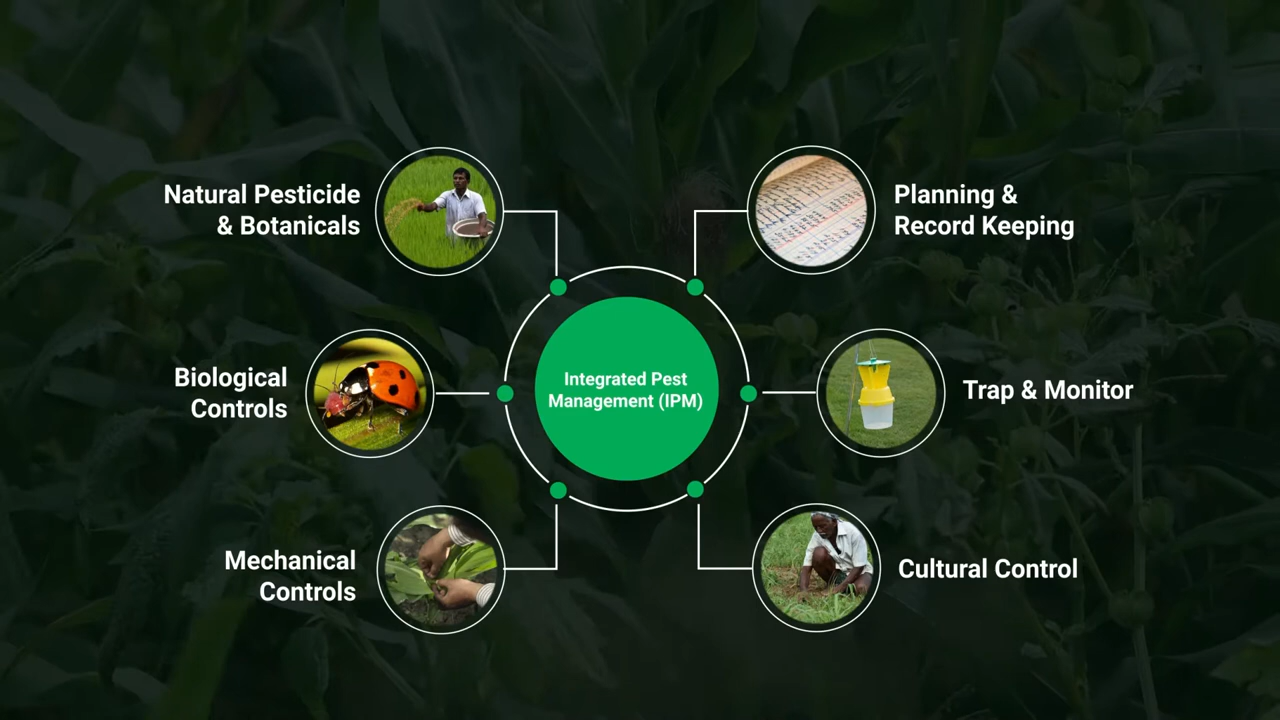 Natural Pesticide
& Botanicals
Planning &
Record Keeping
Biological
Controls
Integrated Pest
Management (IPM)
Trap & Monitor
Mechanical
Controls
Cultural Control